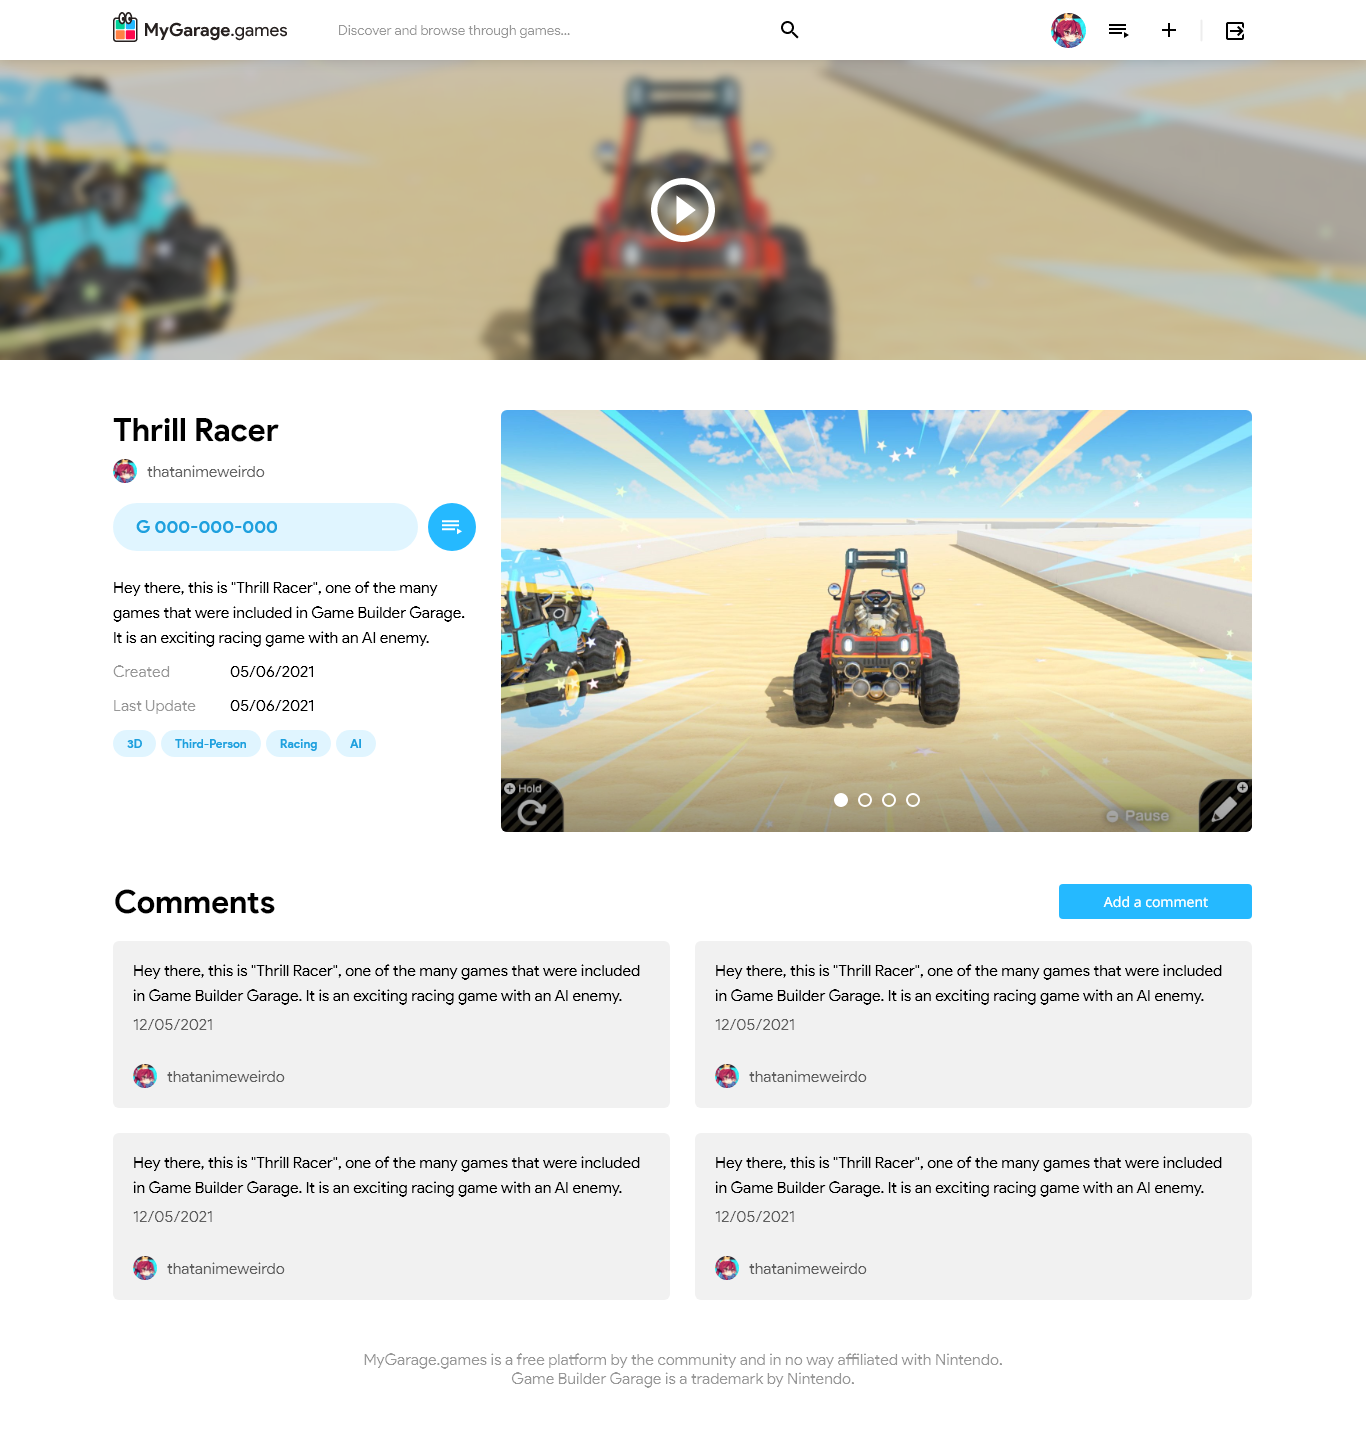 MyGarage.games
Discover and browse through games...
Thrill Racer
thatanimeweirdo
G 000-000-000
Hey there, this is "Thrill Racer", one of the many
games that were included in Game Builder Garage.
It is an exciting racing game with an AI enemy.
Created 05/06/2021
Last Update 05/06/2021
3D Third-Person Racing AI
Hold
Pause
Comments
Add a comment
Hey there, this is "Thrill Racer", one of the many games that were included
in Game Builder Garage. It is an exciting racing game with an AI enemy.
12/05/2021
thatanimeweirdo
Hey there, this is "Thrill Racer", one of the many games that were included
in Game Builder Garage. It is an exciting racing game with an AI enemy.
12/05/2021
thatanimeweirdo
Hey there, this is "Thrill Racer", one of the many games that were included
in Game Builder Garage. It is an exciting racing game with an AI enemy.
12/05/2021
thatanimeweirdo
Hey there, this is "Thrill Racer", one of the many games that were included
in Game Builder Garage. It is an exciting racing game with an AI enemy.
12/05/2021
thatanimeweirdo
MyGarage.games is a free platform by the community and in no way affiliated with Nintendo.
Game Builder Garage is a trademark by Nintendo.